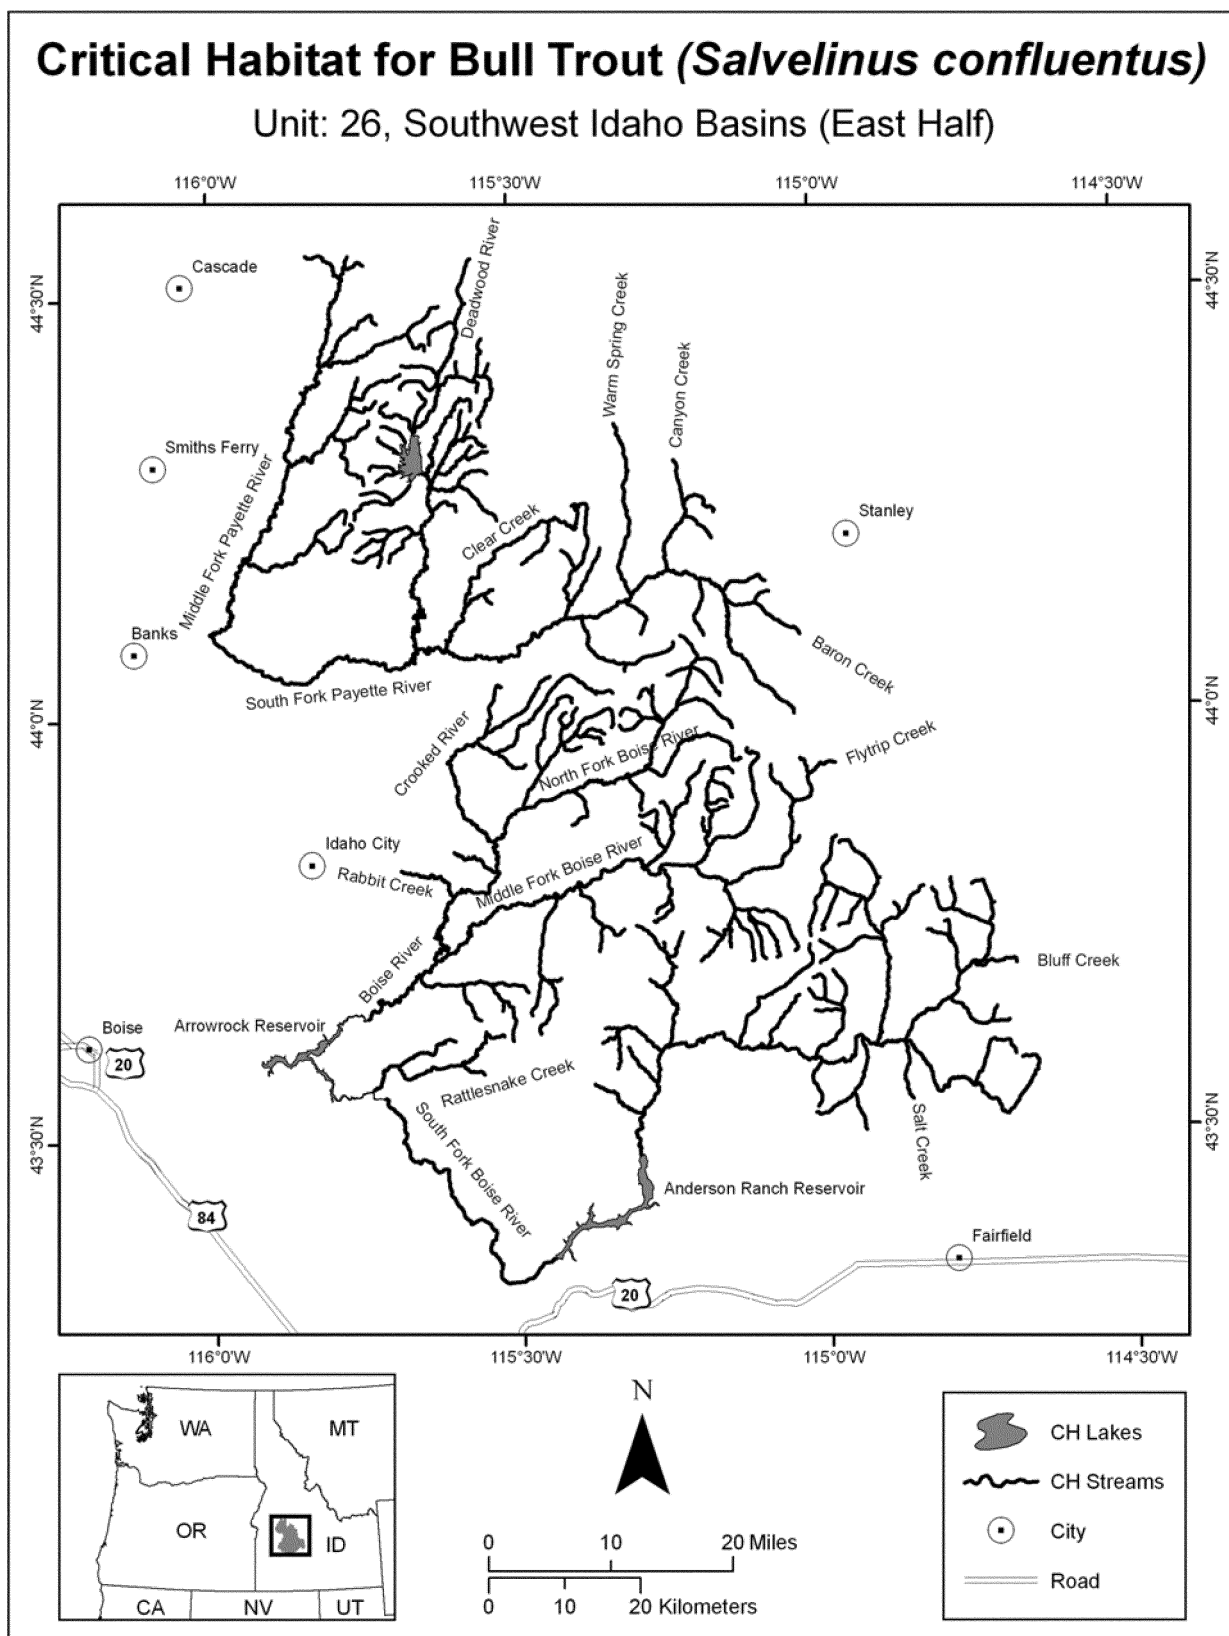 Critical Habitat for Bull Trout (Salvelinus confluentus)
Unit: 26, Southwest Idaho Basins (East Half)
116°0'W
115°30'W
115°0'W
114°30'W
44°30'N
44°30'N
Cascade
Deadwood River
Warm Spring Creek
Canyon Creek
Smiths Ferry
Middle Fork Payette River
Clear Creek
Stanley
Banks
Baron Creek
South Fork Payette River
44°0'N
44°0'N
Crooked River
North Fork Boise River
Flytrip Creek
Idaho City
Rabbit Creek
Middle Fork Boise River
Boise River
Bluff Creek
Arrowrock Reservoir
Boise
20
Rattlesnake Creek
South Fork Boise River
Salt Creek
43°30'N
43°30'N
Anderson Ranch Reservoir
84
Fairfield
20
116°0'W
115°30'W
115°0'W
114°30'W
WA
MT
OR
ID
CA
NV
UT
N
0
10
20 Miles
0
10
20 Kilometers
CH Lakes
CH Streams
City
Road